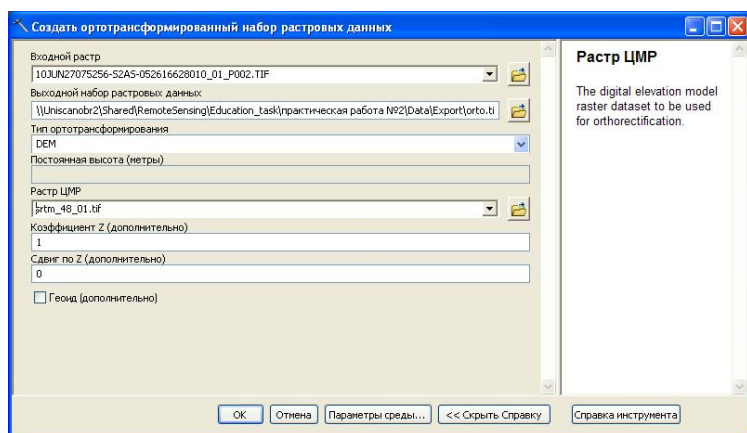 Создать ортотрансформированный набор растровых данных
Входной растр
10JUN27075256-S2AS-052616628010_01_P002.TIF
Выходной набор растровых данных
\\Uniscanobr2\Shared\RemoteSensing\Education_task\практическая работа №2\Data\Export\orto.ti
Тип ортотрансформирования
DEM
Постоянная высота (метры)
Растр ЦМР
srtm_48_01.tif
Коэффициент Z (дополнительно)
1
Сдвиг по Z (дополнительно)
0
Геоид (дополнительно)
OK
Отмена
Параметры среды...
<< Скрыть Справку
Растр ЦМР
The digital elevation model
raster dataset to be used
for orthorectification.
Справка инструмента